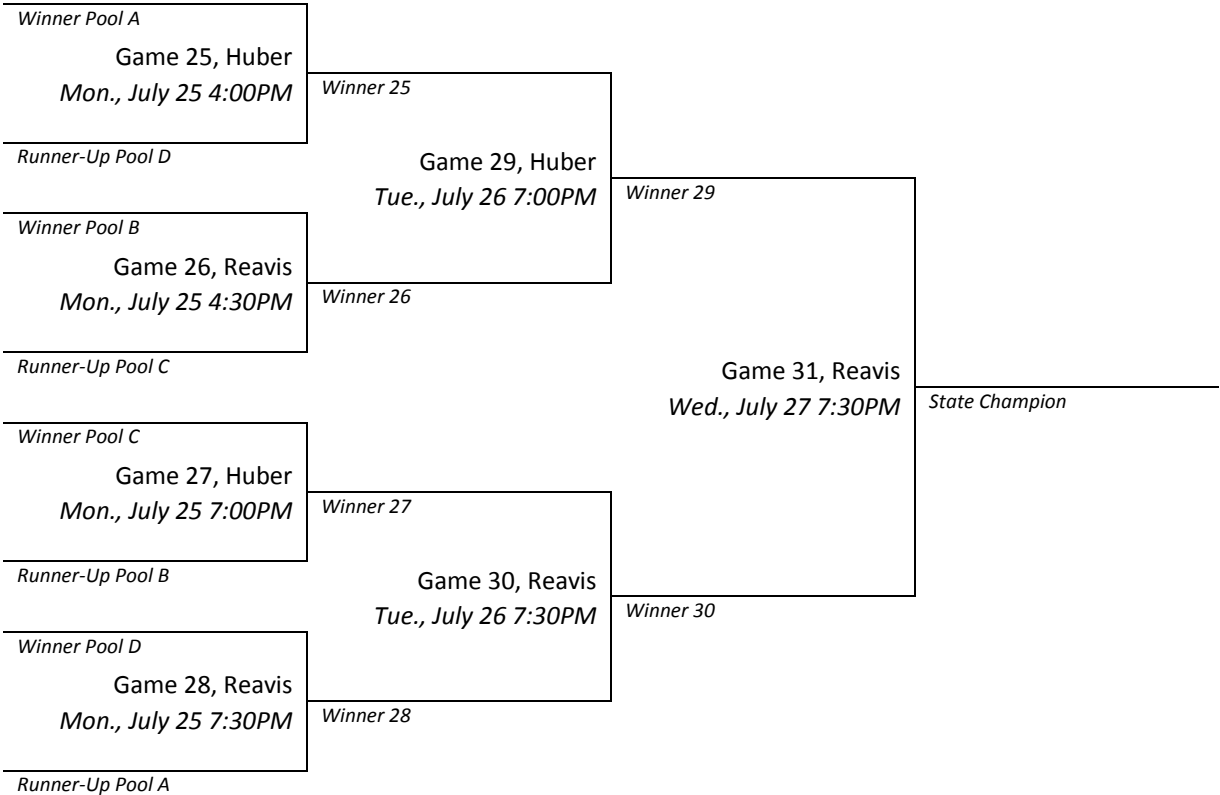 Winner Pool A
Game 25, Huber
Mon., July 25 4:00PM
Runner-Up Pool D
Winner 25
Game 29, Huber
Tue., July 26 7:00PM
Winner Pool B
Game 26, Reavis
Mon., July 25 4:30PM
Runner-Up Pool C
Winner 26
Winner 29
Game 31, Reavis
Wed., July 27 7:30PM
State Champion
Winner Pool C
Game 27, Huber
Mon., July 25 7:00PM
Runner-Up Pool B
Winner 27
Game 30, Reavis
Tue., July 26 7:30PM
Winner 30
Winner Pool D
Game 28, Reavis
Mon., July 25 7:30PM
Runner-Up Pool A
Winner 28